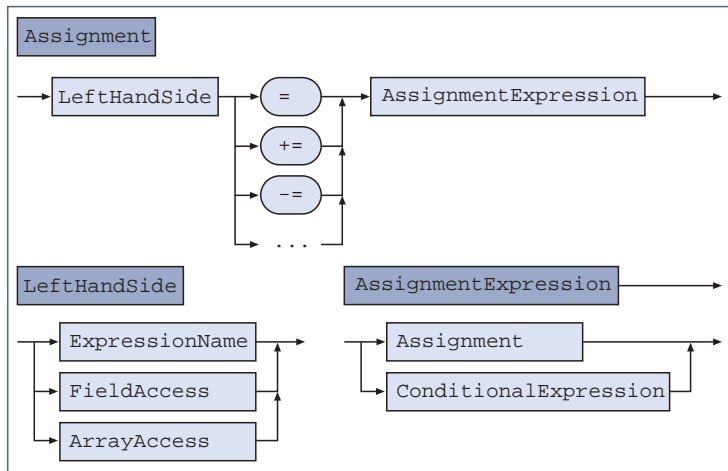 Assignment
LeftHandSide = AssignmentExpression
+=
-=
...
LeftHandSide
ExpressionName
FieldAccess
ArrayAccess
AssignmentExpression
Assignment
ConditionalExpression